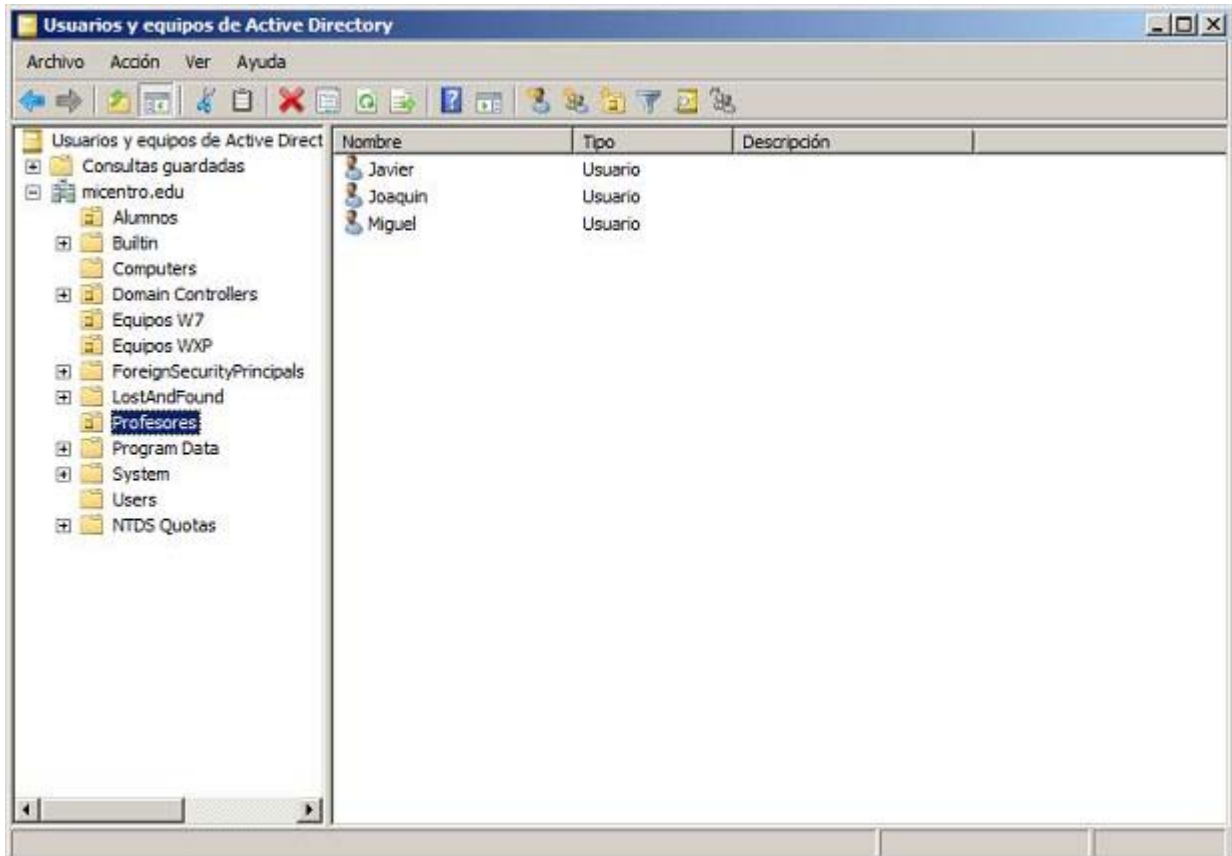 Usuarios y equipos de Active Directory
Archivo Acción Ver Ayuda
Usuarios y equipos de Active Direct
Consultas guardadas
micentro.edu
Alumnos
Builtin
Computers
Domain Controllers
Equipos W7
Equipos WXP
ForeignSecurityPrincipals
LostAndFound
Profesores
Program Data
System
Users
NTDS Quotas
Nombre Tipo Descripción
Javier Usuario
Joaquin Usuario
Miguel Usuario